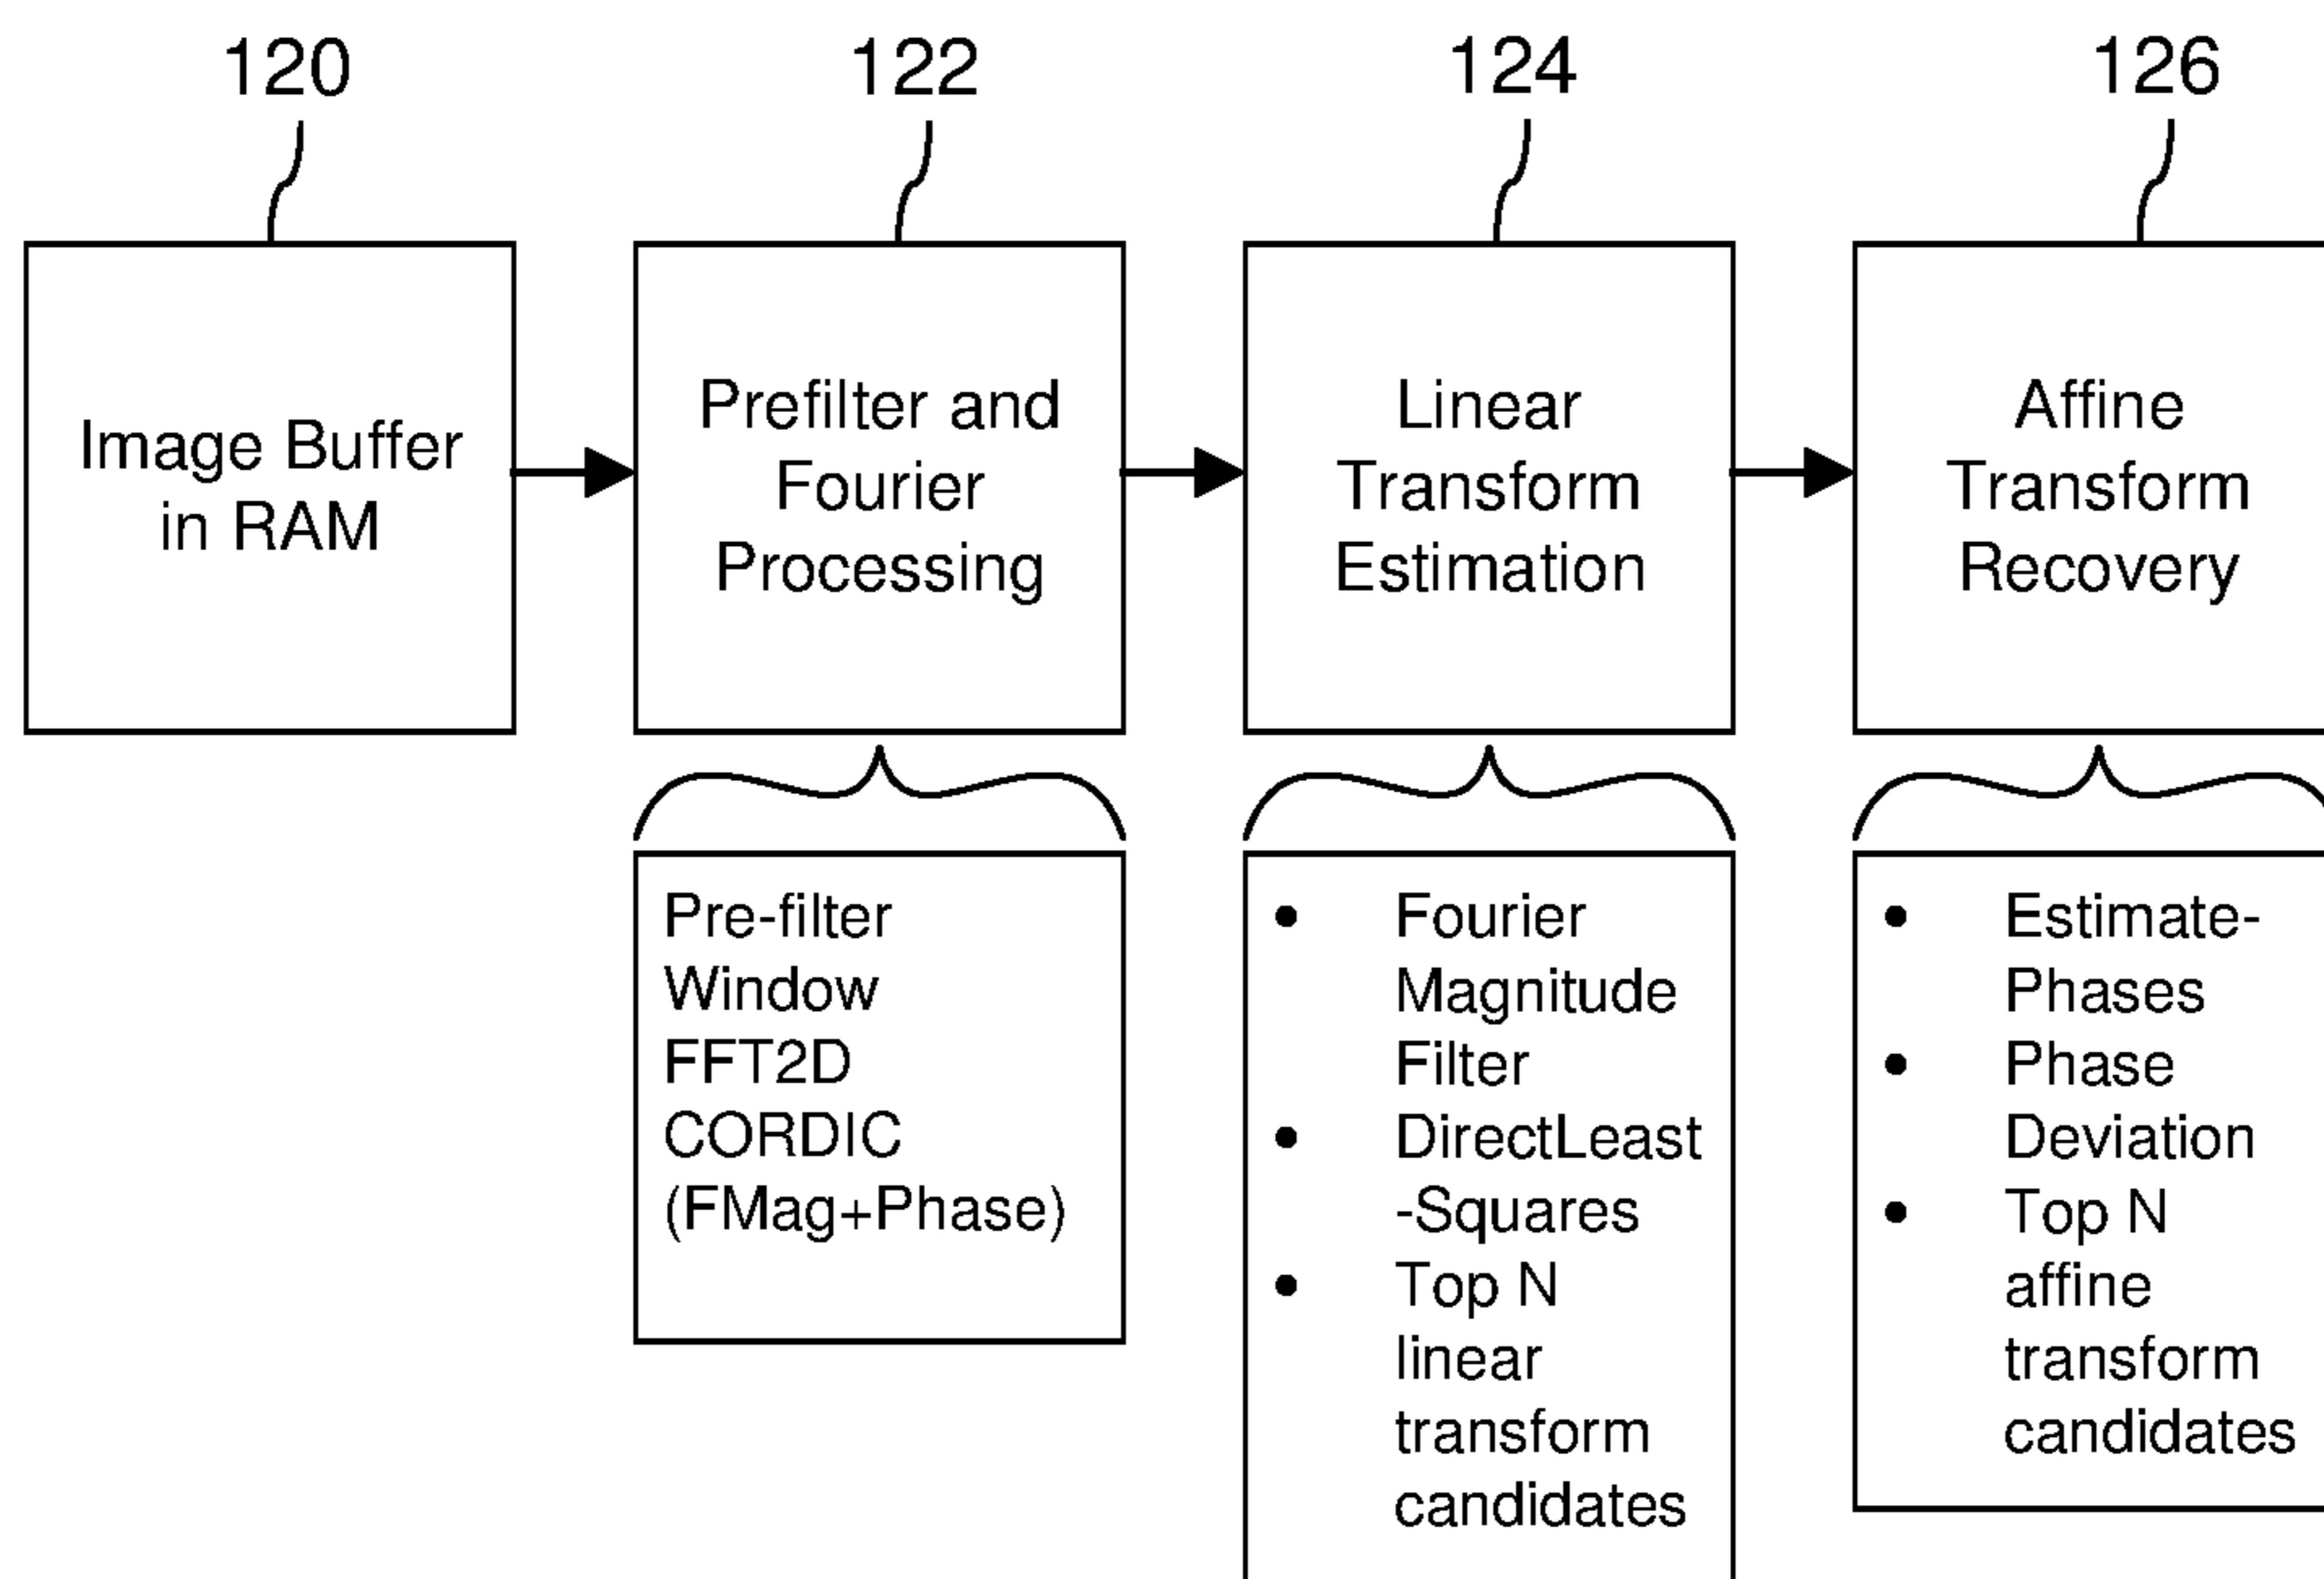 120
122
124
126
Image Buffer
in RAM
Prefilter and
Fourier
Processing
Linear
Transform
Estimation
Affine
Transform
Recovery
Pre-filter
Window
FFT2D
CORDIC
(FMag+Phase)
• Fourier
Magnitude
Filter
• DirectLeast
-Squares
• Top N
linear
transform
candidates
• Estimate-
Phases
• Phase
Deviation
• Top N
affine
transform
candidates